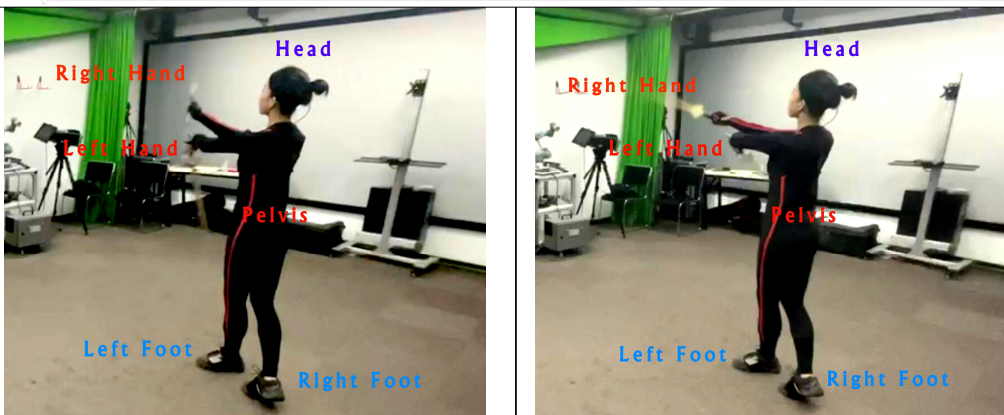 Head
Right Hand
Left Hand
Pelvis
Left Foot
Right Foot
Head
Right Hand
Left Hand
Pelvis
Left Foot
Right Foot